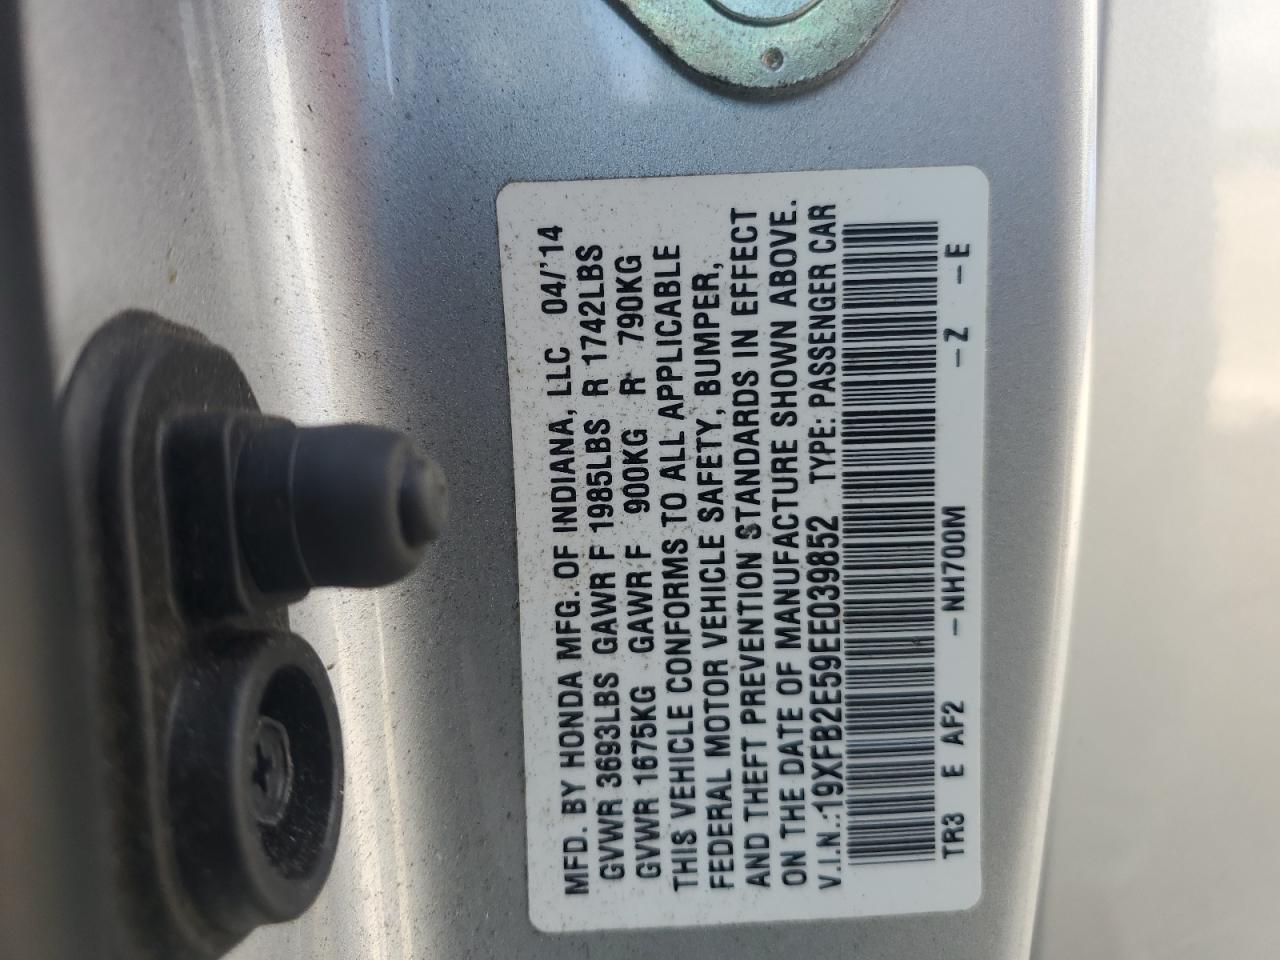 MFD. BY HONDA MFG. OF INDIANA, LLC 04/'14
GVWR 3693LBS GAWR F 1985LBS R 1742LBS
GVWR 1675KG GAWR F 900KG R 790KG
THIS VEHICLE CONFORMS TO ALL APPLICABLE
FEDERAL MOTOR VEHICLE SAFETY, BUMPER,
AND THEFT PREVENTION STANDARDS IN EFFECT
ON THE DATE OF MANUFACTURE SHOWN ABOVE.
V.I.N.:19XFB2E59EE039852 TYPE: PASSENGER CAR
TR3 E AF2 –NH700M –Z –E